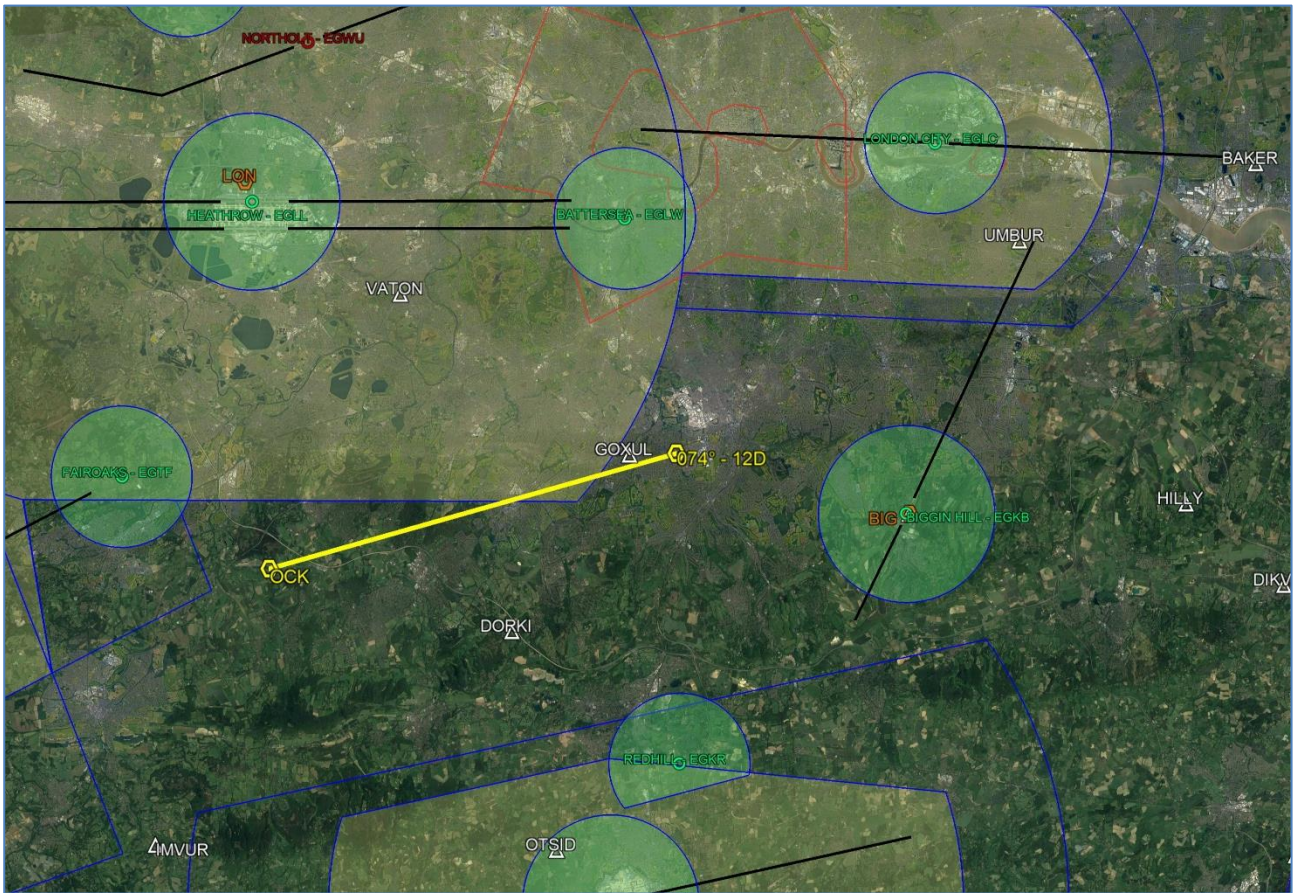 NORTHOLT - EGWU
LONDON CITY - EGLC
BAKER
LON
HEATHROW - EGLL
BATTERSEA - EGLW
UMBUR
VATON
GOXUL
074° - 12D
FAIROAKS - EGTF
HILLY
BIG
BIGGIN HILL - EGKB
OCK
DIKV
DORKI
REDHILL - EGKR
OTSID
IMVUR